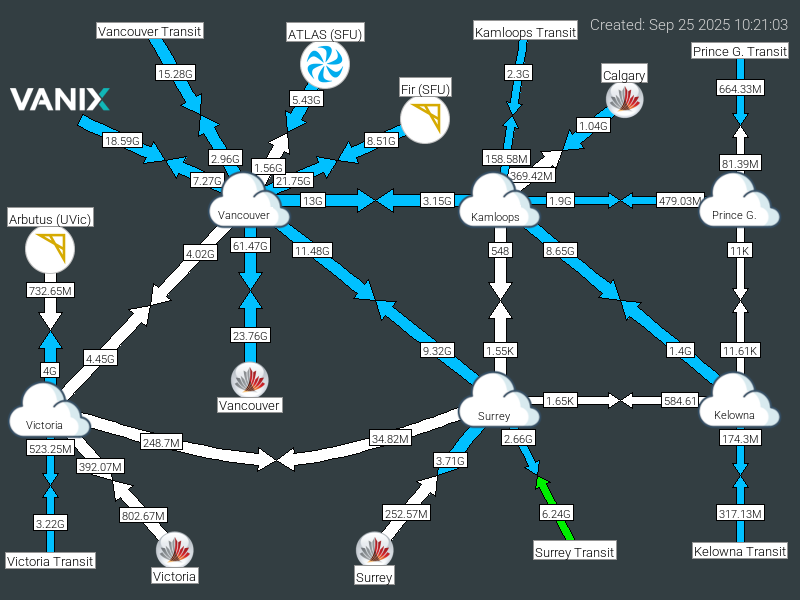 Created: Sep 25 2025 10:21:03
Vancouver Transit
ATLAS (SFU)
Kamloops Transit
Prince G. Transit
15.28G
2.3G
Calgary
664.33M
Fir (SFU)
VANIX
5.43G
1.04G
18.59G
8.51G
2.96G
158.58M
81.39M
1.56G
369.42M
7.27G
21.75G
13G
3.15G
1.9G
479.03M
Vancouver
Kamloops
Prince G.
Arbutus (UVic)
61.47G
11.48G
548
8.65G
11K
4.02G
732.65M
23.76G
4.45G
9.32G
1.55K
1.4G
11.61K
4G
Vancouver
1.65K
584.61
Victoria
Surrey
Kelowna
248.7M
34.82M
2.66G
174.3M
523.25M
392.07M
3.71G
3.22G
802.67M
252.57M
6.24G
317.13M
Victoria Transit
Victoria
Surrey
Surrey Transit
Kelowna Transit